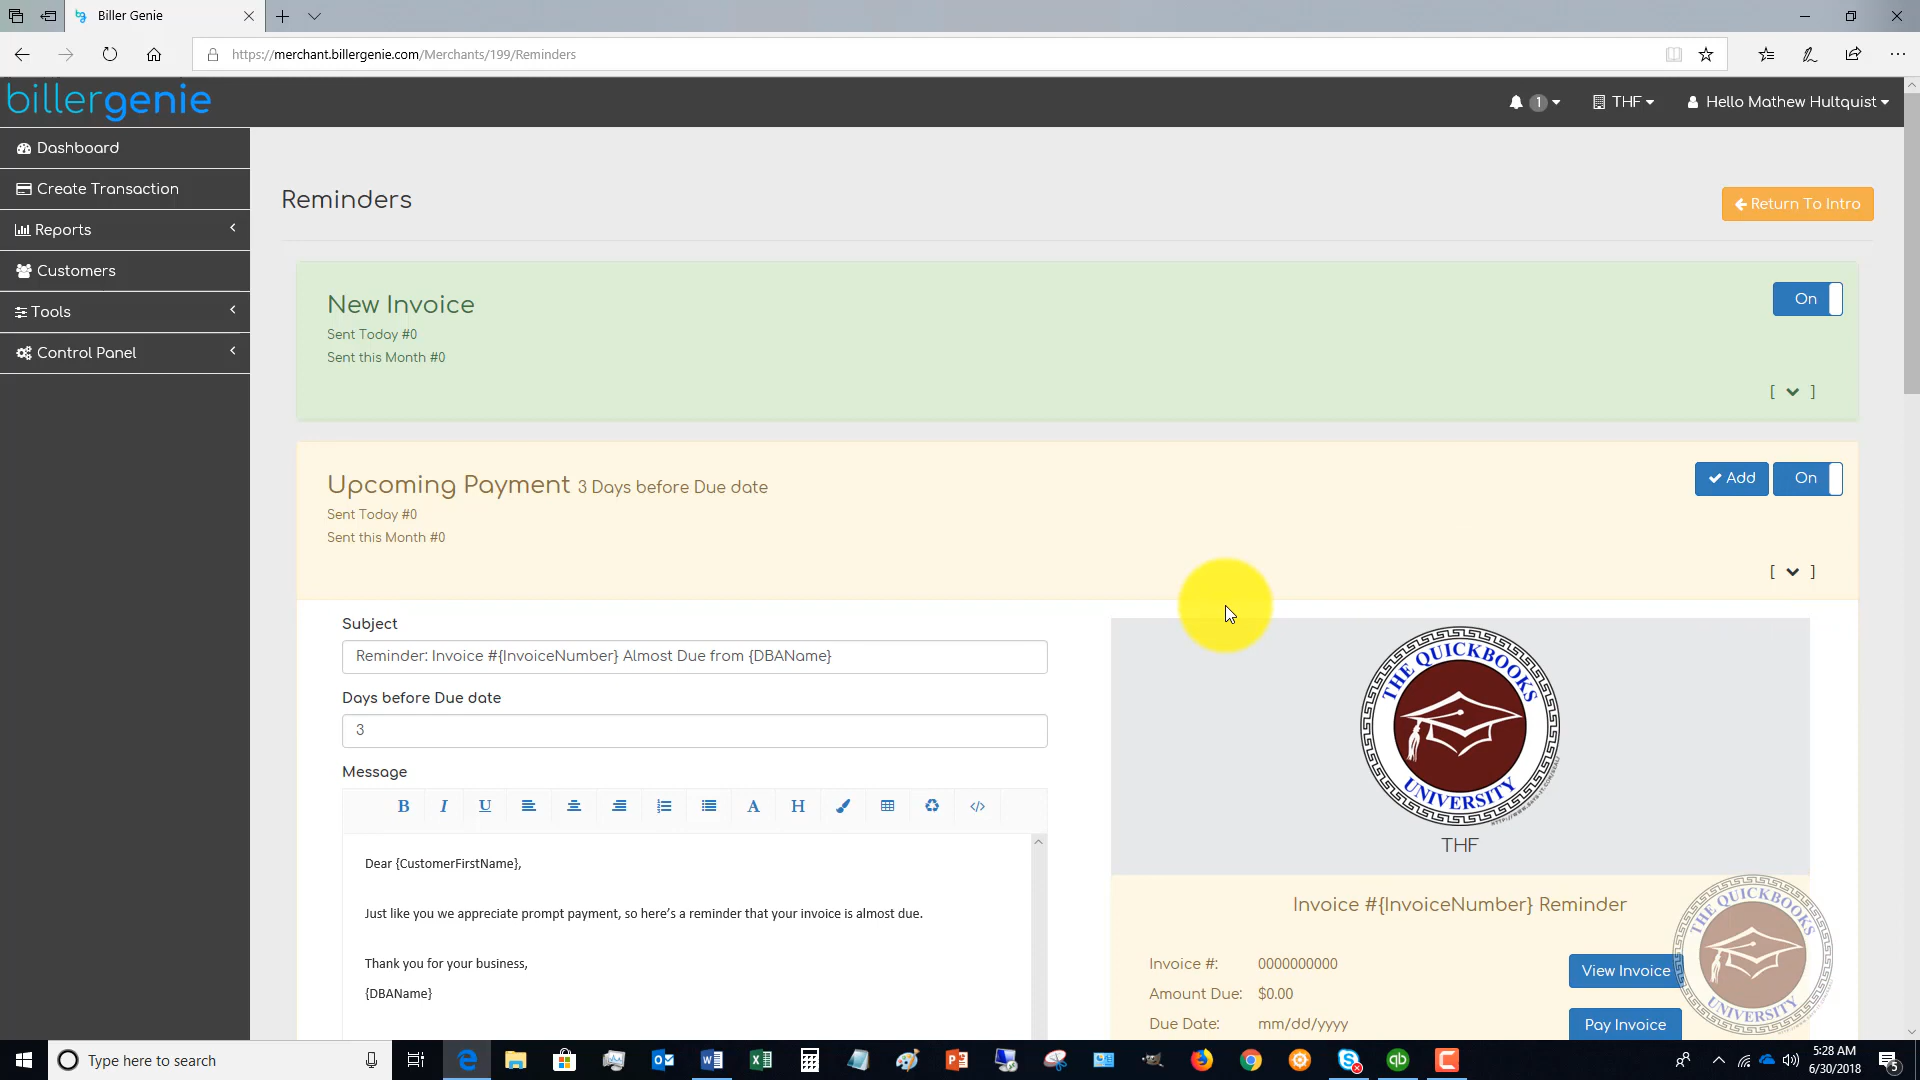 Biller Genie
https://merchant.billergenie.com/Merchants/199/Reminders
billergenie
1
THF
Hello Mathew Hultquist
Dashboard
Create Transaction
Reports
Customers
Tools
Control Panel
Reminders
Return To Intro
New Invoice
On
Sent Today #0
Sent this Month #0
[ ]
Upcoming Payment 3 Days before Due date
Add
On
Sent Today #0
Sent this Month #0
[ ]
Subject
Reminder: Invoice #{InvoiceNumber} Almost Due from {DBAName}
Days before Due date
3
Message
B I U A H </>
Dear {CustomerFirstName},
Just like you we appreciate prompt payment, so here's a reminder that your invoice is almost due.
Thank you for your business,
{DBAName}
THE QUICKBOOKS
UNIVERSITY
THF
Invoice #{InvoiceNumber} Reminder
Invoice #: 0000000000
View Invoice
Amount Due: $0.00
Due Date: mm/dd/yyyy
Pay Invoice
THE QUICKBOOKS
UNIVERSITY
Type here to search
5:28 AM
6/30/2018
5